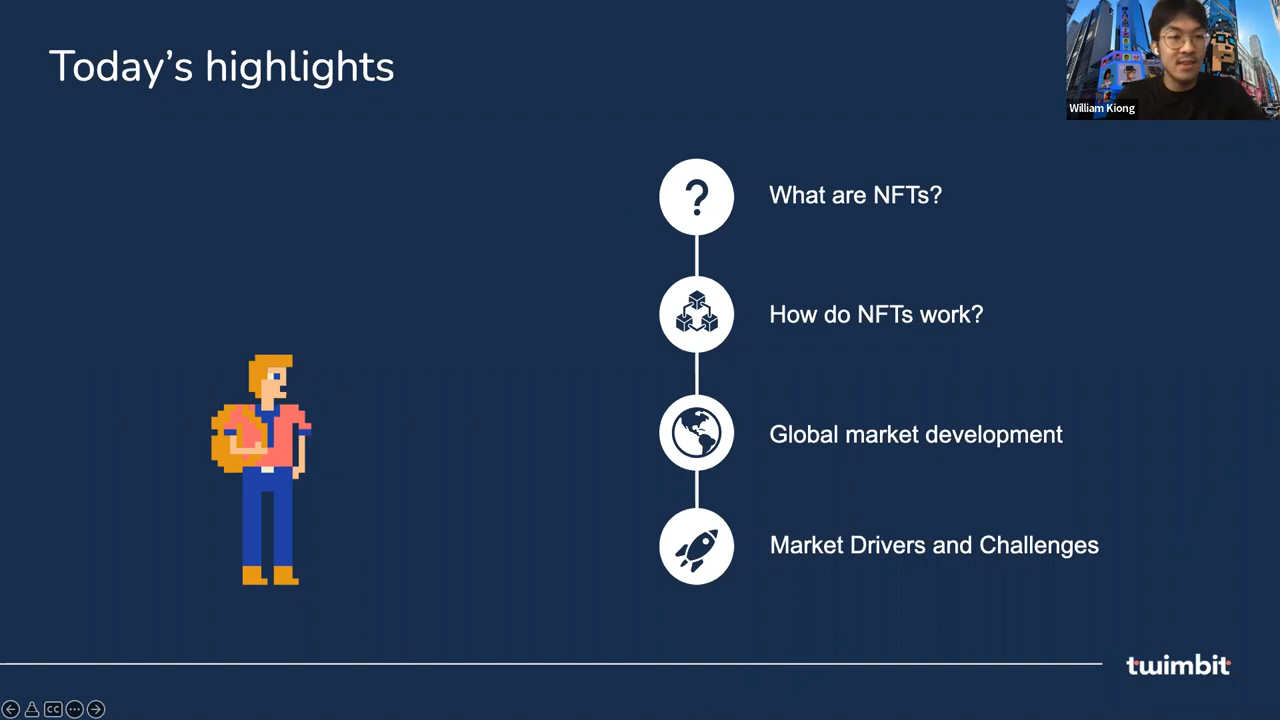 Today's highlights
William Kiong
?
What are NFTs?
How do NFTs work?
Global market development
Market Drivers and Challenges
twimbit
CC